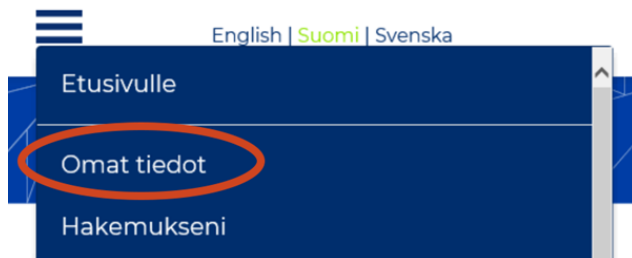 English | Suomi | Svenska
Etusivulle
Omat tiedot
Hakemukseni